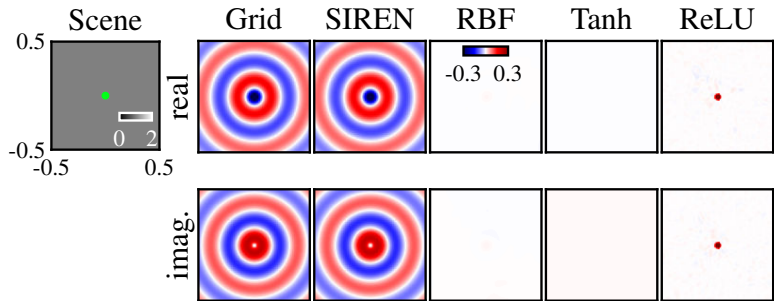 Scene Grid SIREN RBF Tanh ReLU
0.5
real
-0.3 0.3
0 2
-0.5
-0.5 0.5
imag.